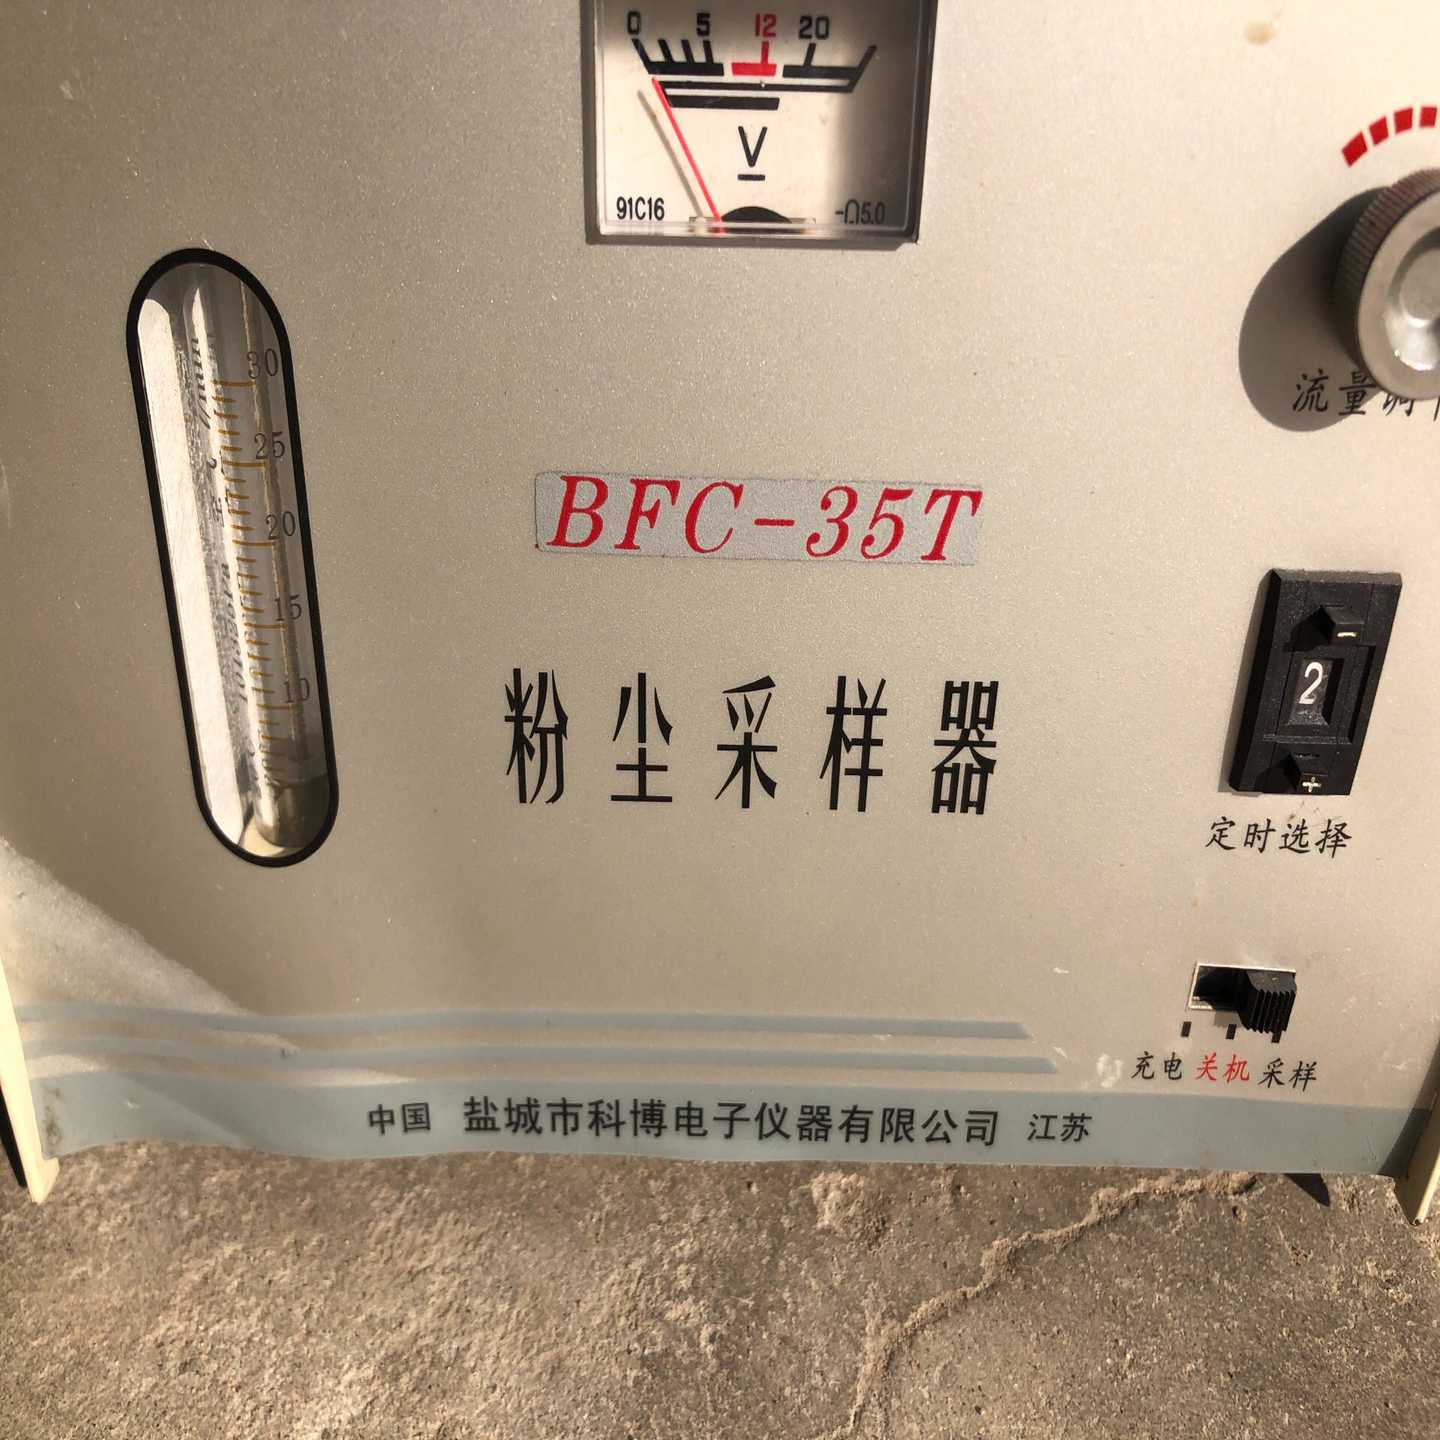 0 5 12 20
V
91C16 -Ω5.0
30
25
20
15
10
流量调
BFC-35T
粉尘采样器
−
2
+
定时选择
充电 关机 采样
中国 盐城市科博电子仪器有限公司 江苏